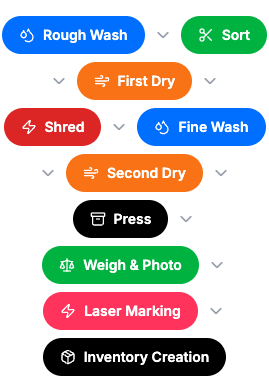 Rough Wash Sort
First Dry
Shred Fine Wash
Second Dry
Press
Weigh & Photo
Laser Marking
Inventory Creation